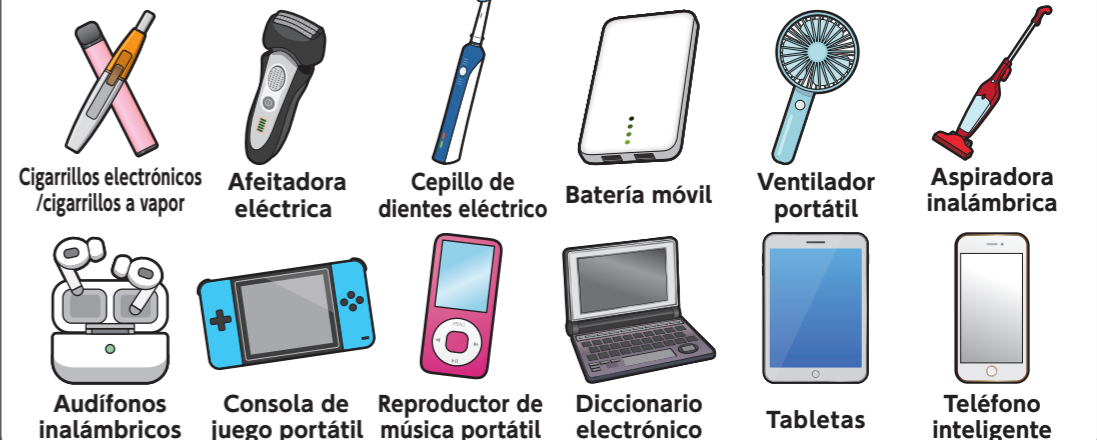 Cigarrillos electrónicos
/cigarrillos a vapor
Afeitadora
eléctrica
Cepillo de
dientes eléctrico
Batería móvil
Ventilador
portátil
Aspiradora
inalámbrica
MENU
Audífonos
inalámbricos
Consola de
juego portátil
Reproductor de
música portátil
Diccionario
electrónico
Tabletas
Teléfono
inteligente